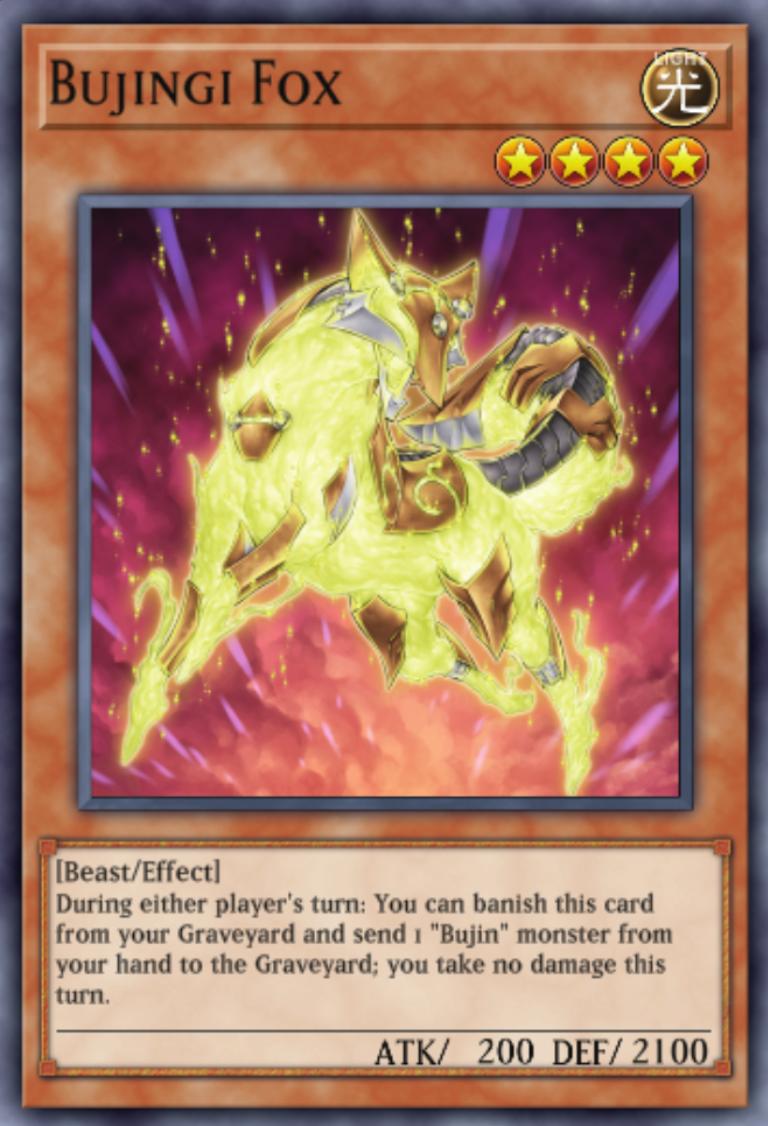 Bujingi Fox
LIGHT
光
[Beast/Effect]
During either player's turn: You can banish this card
from your Graveyard and send 1 "Bujin" monster from
your hand to the Graveyard; you take no damage this
turn.
ATK/ 200 DEF/ 2100